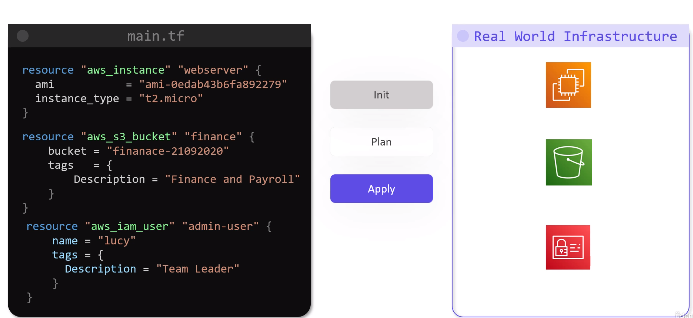 main.tf
resource "aws_instance" "webserver" {
  ami           = "ami-0edab43b6fa892279"
  instance_type = "t2.micro"
}
resource "aws_s3_bucket" "finance" {
    bucket = "finanace-21092020"
    tags   = {
        Description = "Finance and Payroll"
    }
}
resource "aws_iam_user" "admin-user" {
    name = "lucy"
    tags = {
      Description = "Team Leader"
    }
}
Init
Plan
Apply
Real World Infrastructure